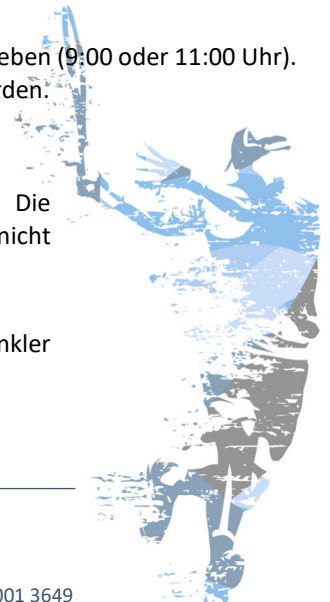 eben (9:00 oder 11:00 Uhr).
rden.
Die
nicht
nkler
001 3649